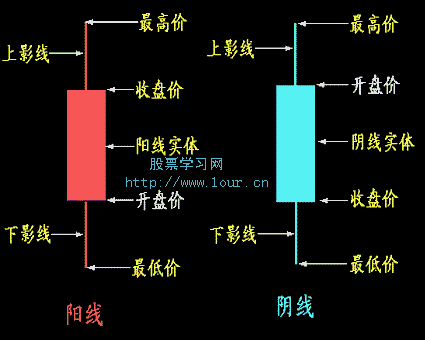 最高价
上影线
收盘价
阳线实体
开盘价
下影线
最低价
阳线
最高价
上影线
开盘价
阴线实体
收盘价
下影线
最低价
阴线
股票学习网
http://www.1our.cn